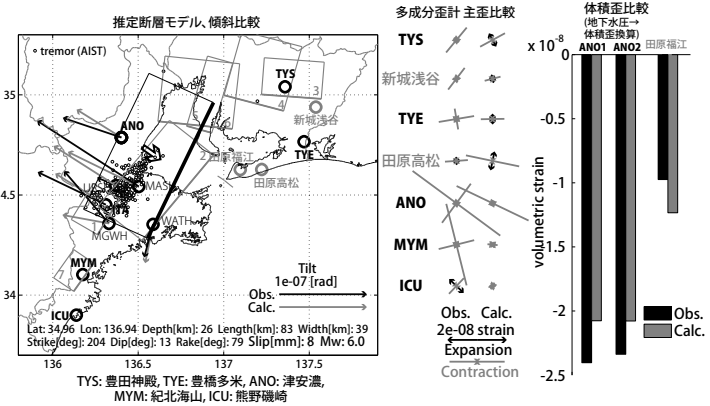 推定断層モデル、傾斜比較
tremor (AIST)
TYS
3
4
新城浅谷
ANO
5
TYE
2
田原福江
田原高松
MASH
WATH
MGWH
1
7
MYM
ICU
Tilt
1e-07 [rad]
Obs.
Calc.
Lat: 34.96 Lon: 136.94 Depth[km]: 26 Length[km]: 83 Width[km]: 39
Strike[deg]: 204 Dip[deg]: 13 Rake[deg]: 79 Slip[mm]: 8 Mw: 6.0
35
4.5
34
136
136.5
137
137.5
TYS: 豊田神殿, TYE: 豊橋多米, ANO: 津安濃,
MYM: 紀北海山, ICU: 熊野磯崎
多成分歪計 主歪比較
TYS
新城浅谷
TYE
田原高松
ANO
MYM
ICU
Obs. Calc.
2e-08 strain
Expansion
Contraction
体積歪比較
(地下水圧→
体積歪換算)
x 10⁻⁸
ANO1 ANO2 田原福江
0
-0.5
-1
-1.5
-2
-2.5
volumetric strain
Obs.
Calc.